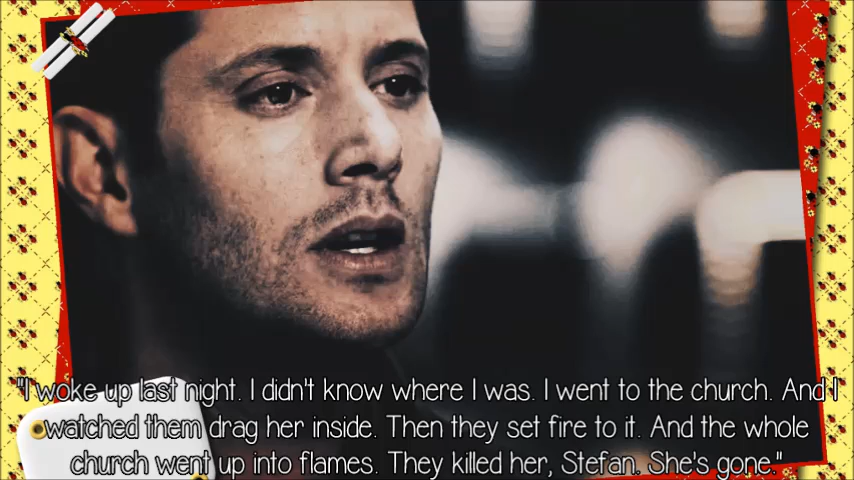 "I woke up last night. I didn't know where I was. I went to the church. And I
watched them drag her inside. Then they set fire to it. And the whole
church went up into flames. They killed her, Stefan. She's gone."